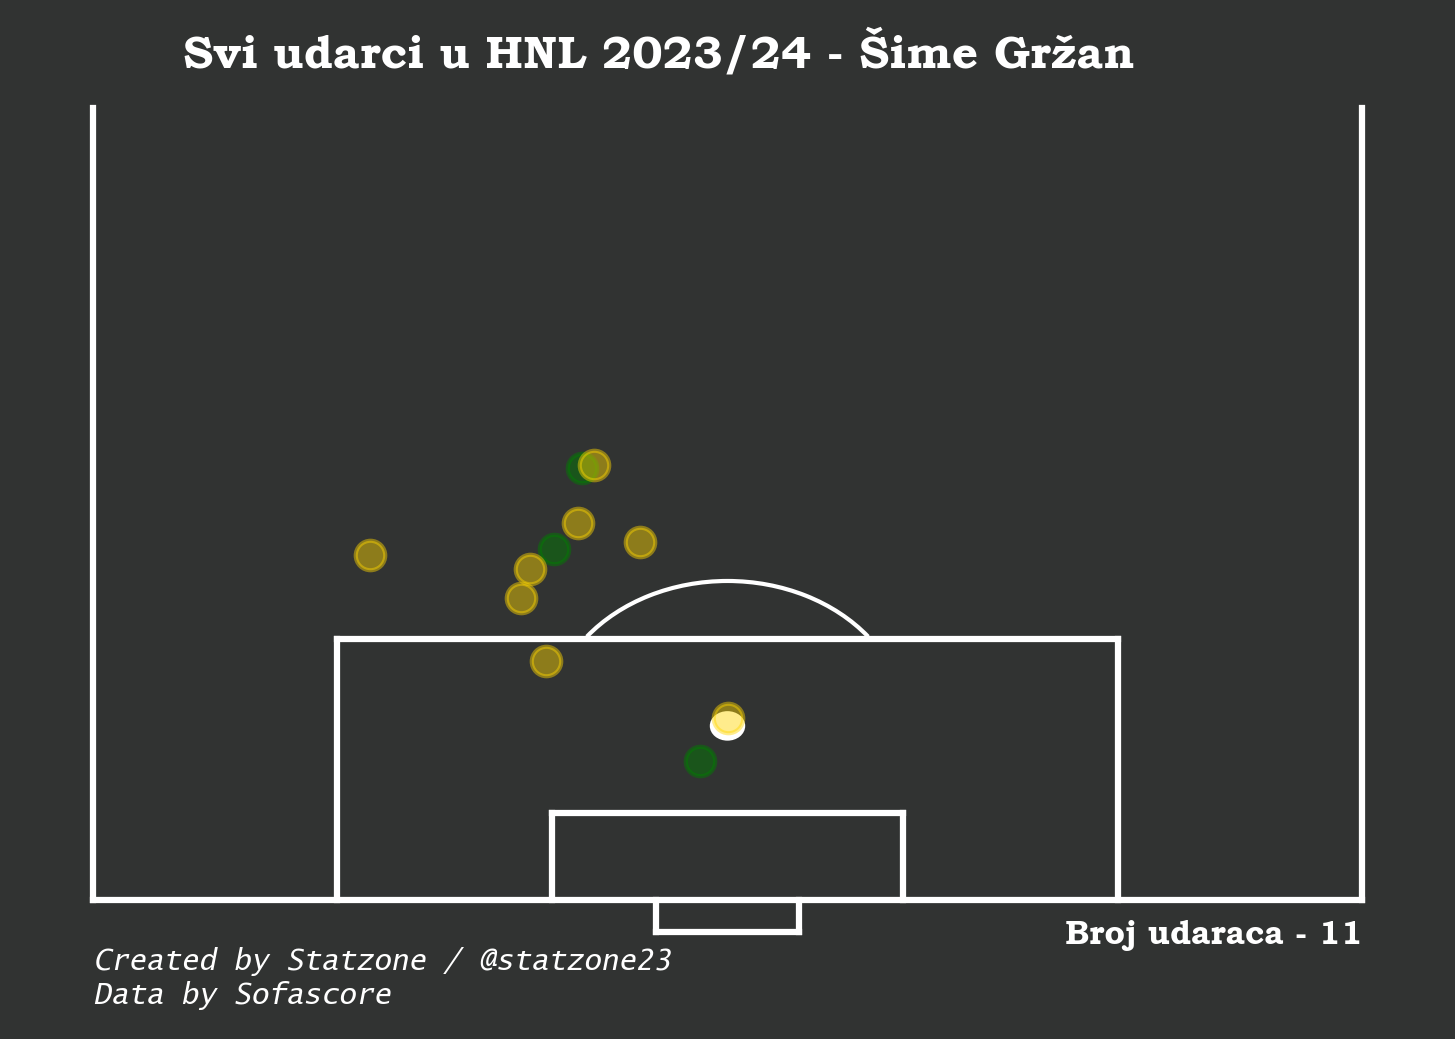 Svi udarci u HNL 2023/24 - Šime Gržan
Broj udaraca - 11
Created by Statzone / @statzone23
Data by Sofascore